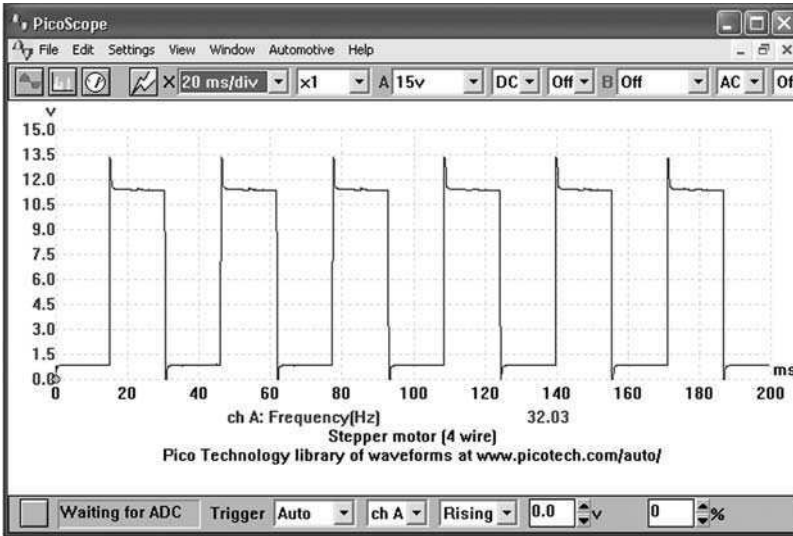 PicoScope
File Edit Settings View Window Automotive Help
X 20 ms/div x1 A 15v DC Off B Off AC Of
v
15.0
13.5
12.0
10.5
9.0
7.5
6.0
4.5
3.0
1.5
0.0
ms
0 20 40 60 80 100 120 140 160 180 200
ch A: Frequency(Hz) 32.03
Stepper motor (4 wire)
Pico Technology library of waveforms at www.picotech.com/auto/
Waiting for ADC Trigger Auto ch A Rising 0.0 v 0 %